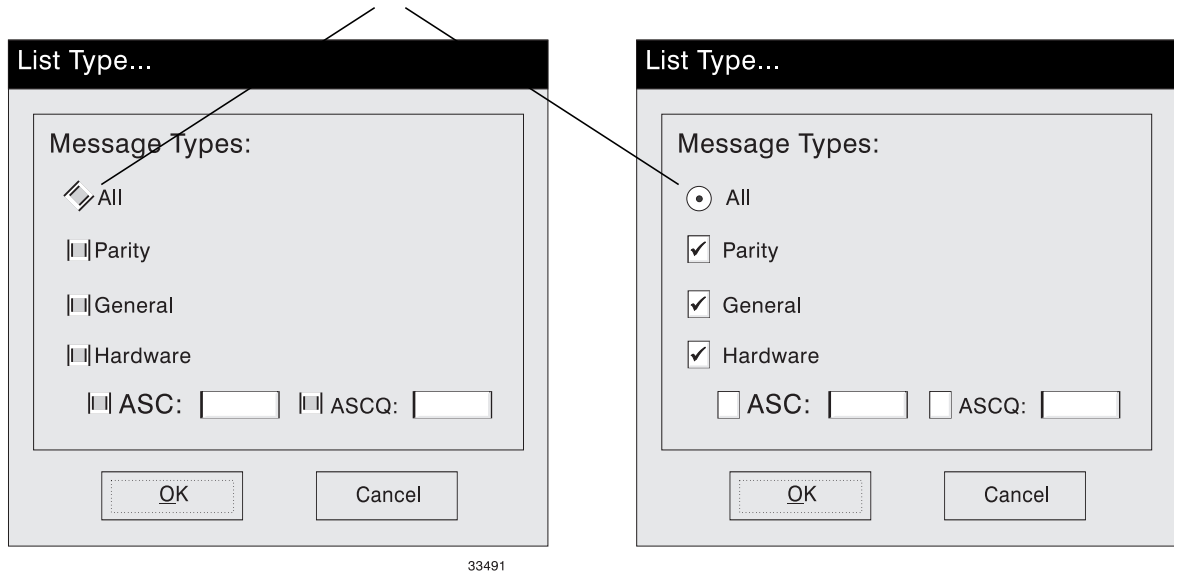 List Type...
Message Types:
All
Parity
General
Hardware
ASC: ASCQ:
OK Cancel
33491
List Type...
Message Types:
All
Parity
General
Hardware
ASC: ASCQ:
OK Cancel